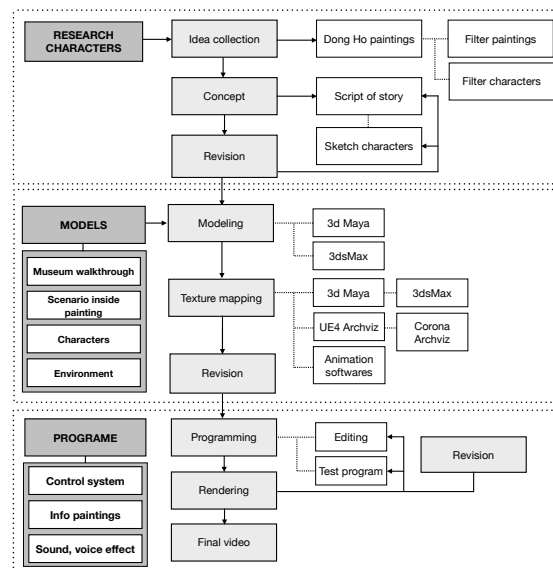 RESEARCH
CHARACTERS
Idea collection
Dong Ho paintings
Filter paintings
Filter characters
Concept
Script of story
Sketch characters
Revision
MODELS
Museum walkthrough
Scenario inside
painting
Characters
Environment
Modeling
3d Maya
3dsMax
Texture mapping
3d Maya
3dsMax
UE4 Archviz
Corona
Archviz
Animation
softwares
Revision
PROGRAME
Control system
Info paintings
Sound, voice effect
Programming
Editing
Test program
Revision
Rendering
Final video